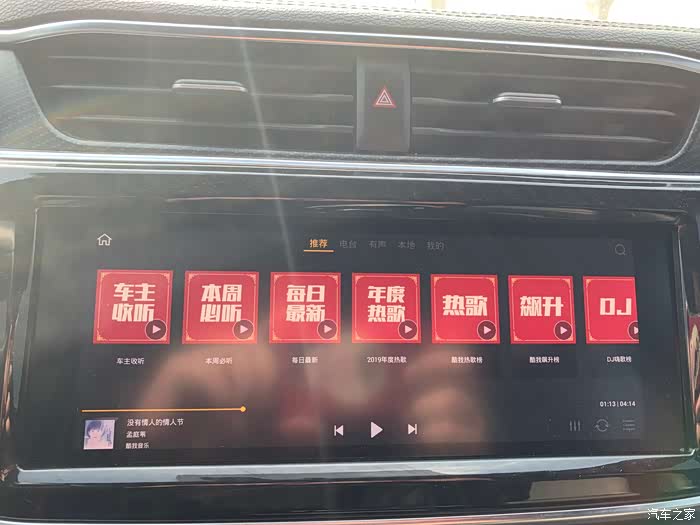 推荐 电台 有声 本地 我的
车主收听
本周必听
每日最新
年度热歌
热歌
飙升
DJ
车主收听
本周必听
每日最新
2019年度热歌
酷我热歌榜
酷我飙升榜
DJ嗨歌榜
01:13 | 04:14
没有情人的情人节
孟庭苇
酷我音乐
汽车之家